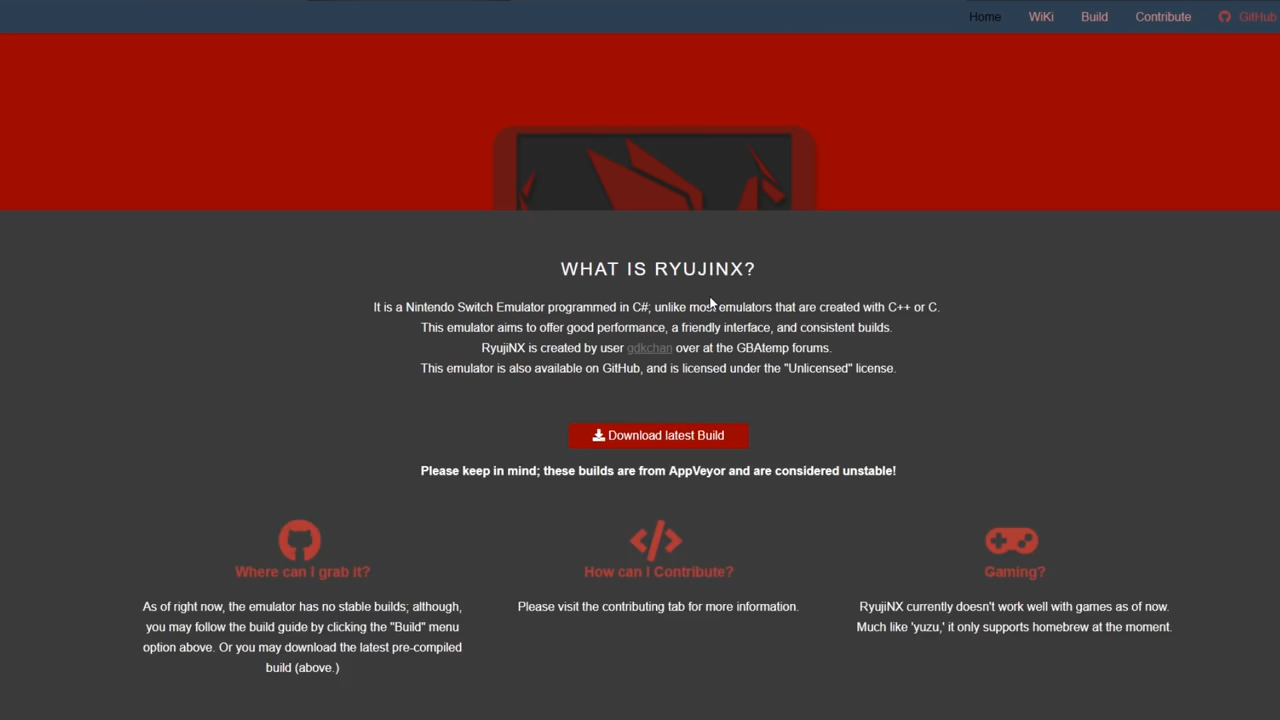 Home WiKi Build Contribute GitHub
WHAT IS RYUJINX?
It is a Nintendo Switch Emulator programmed in C#; unlike most emulators that are created with C++ or C.
This emulator aims to offer good performance, a friendly interface, and consistent builds.
RyujiNX is created by user gdkchan over at the GBAtemp forums.
This emulator is also available on GitHub, and is licensed under the "Unlicensed" license.
Download latest Build
Please keep in mind; these builds are from AppVeyor and are considered unstable!
Where can I grab it?
As of right now, the emulator has no stable builds; although,
you may follow the build guide by clicking the "Build" menu
option above. Or you may download the latest pre-compiled
build (above.)
How can I Contribute?
Please visit the contributing tab for more information.
Gaming?
RyujiNX currently doesn't work well with games as of now.
Much like 'yuzu,' it only supports homebrew at the moment.